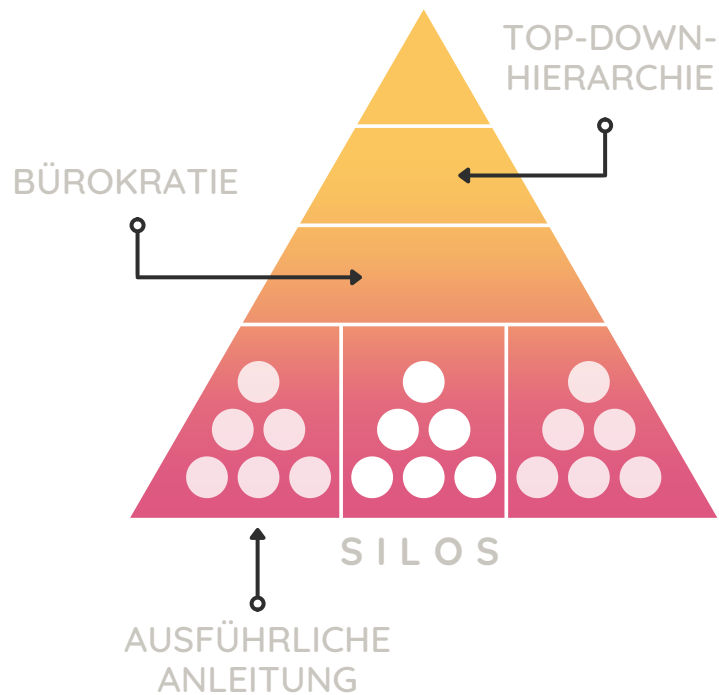 TOP-DOWN-
HIERARCHIE
BÜROKRATIE
SILOS
AUSFÜHRLICHE
ANLEITUNG